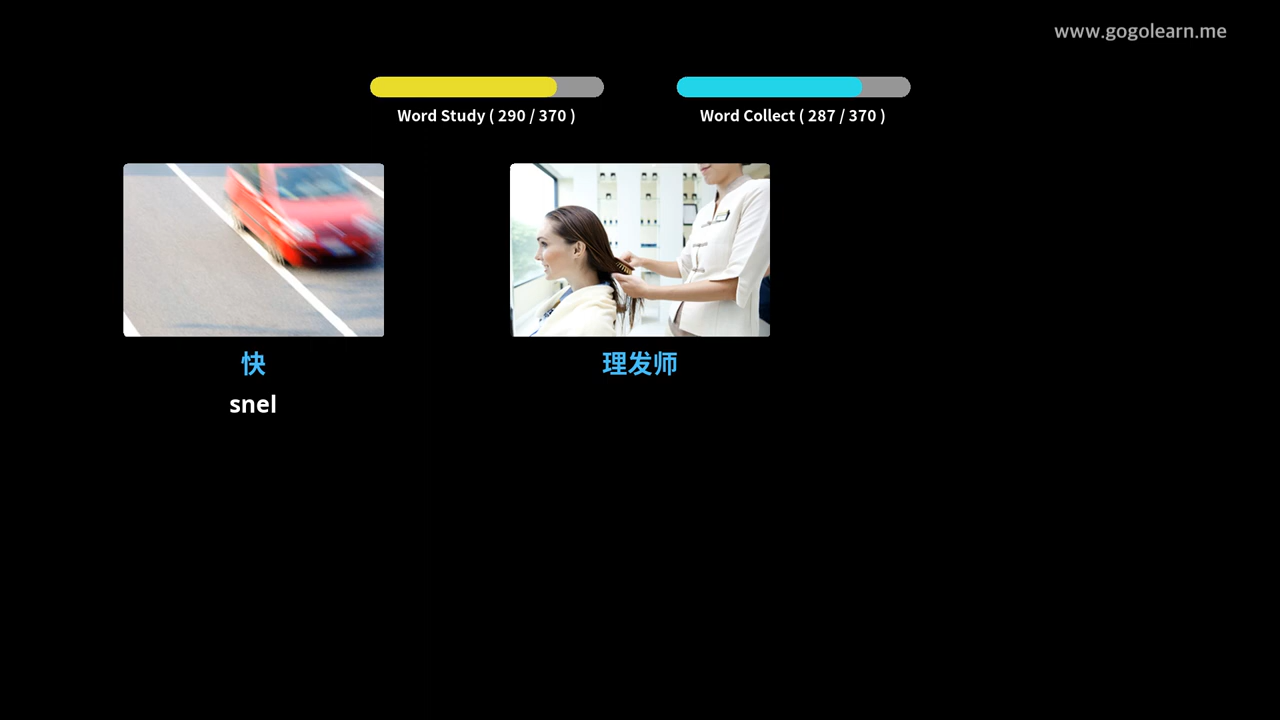 www.gogolearn.me
Word Study ( 290 / 370 )
Word Collect ( 287 / 370 )
快
理发师
snel